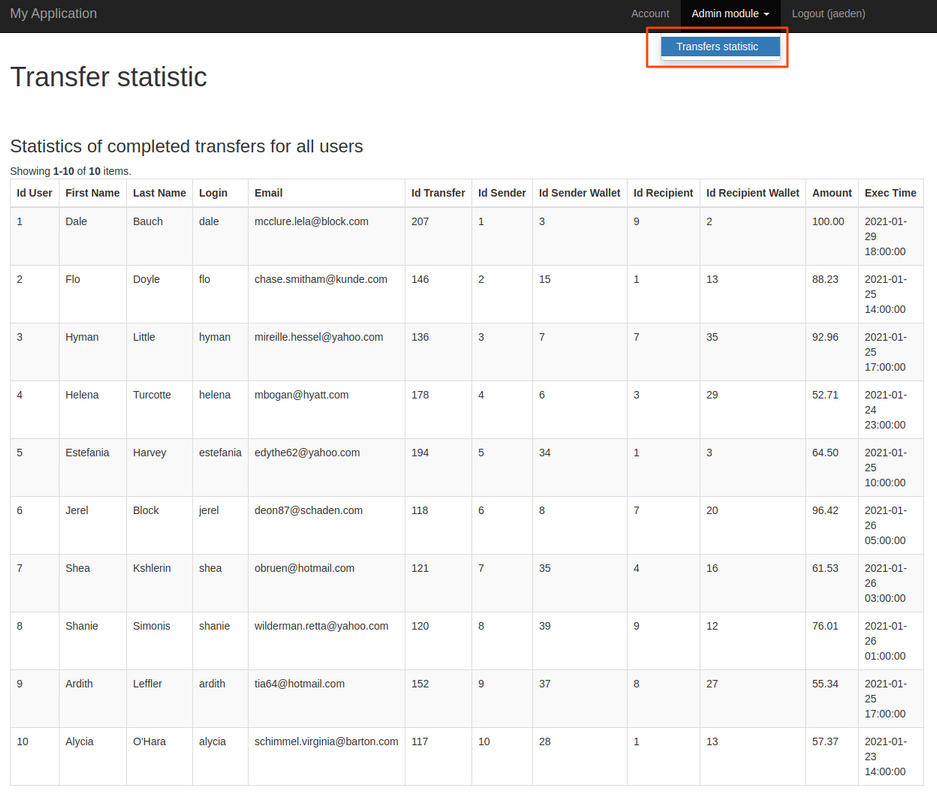 My Application Account Admin module Logout (jaeden)
Transfers statistic
Transfer statistic
Statistics of completed transfers for all users
Showing 1-10 of 10 items.
Id User First Name Last Name Login Email Id Transfer Id Sender Id Sender Wallet Id Recipient Id Recipient Wallet Amount Exec Time
1 Dale Bauch dale mcclure.lela@block.com 207 1 3 9 2 100.00 2021-01-
29
18:00:00
2 Flo Doyle flo chase.smitham@kunde.com 146 2 15 1 13 88.23 2021-01-
25
14:00:00
3 Hyman Little hyman mireille.hessel@yahoo.com 136 3 7 7 35 92.96 2021-01-
25
17:00:00
4 Helena Turcotte helena mbogan@hyatt.com 178 4 6 3 29 52.71 2021-01-
24
23:00:00
5 Estefania Harvey estefania edythe62@yahoo.com 194 5 34 1 3 64.50 2021-01-
25
10:00:00
6 Jerel Block jerel deon87@schaden.com 118 6 8 7 20 96.42 2021-01-
26
05:00:00
7 Shea Kshlerin shea obruen@hotmail.com 121 7 35 4 16 61.53 2021-01-
26
03:00:00
8 Shanie Simonis shanie wilderman.retta@yahoo.com 120 8 39 9 12 76.01 2021-01-
26
01:00:00
9 Ardith Leffler ardith tia64@hotmail.com 152 9 37 8 27 55.34 2021-01-
25
17:00:00
10 Alycia O'Hara alycia schimmel.virginia@barton.com 117 10 28 1 13 57.37 2021-01-
23
14:00:00